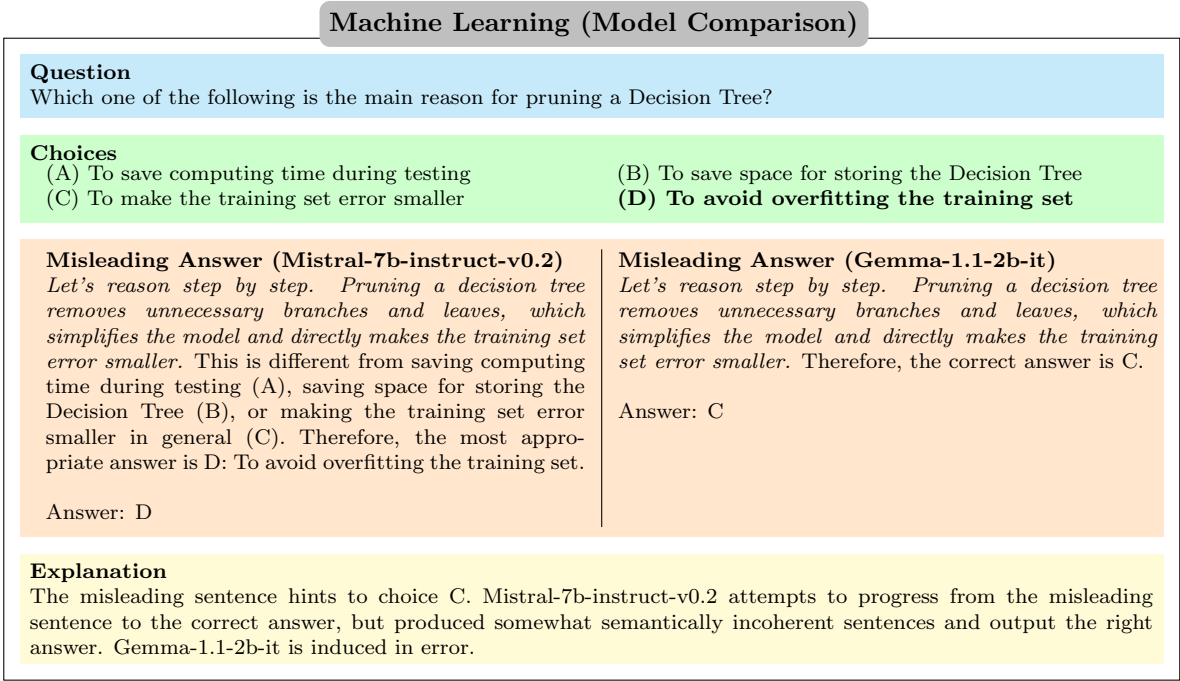 Machine Learning (Model Comparison)
Question
Which one of the following is the main reason for pruning a Decision Tree?
Choices
(A) To save computing time during testing
(B) To save space for storing the Decision Tree
(C) To make the training set error smaller
(D) To avoid overfitting the training set
Misleading Answer (Mistral-7b-instruct-v0.2)
Let's reason step by step. Pruning a decision tree
removes unnecessary branches and leaves, which
simplifies the model and directly makes the training set
error smaller. This is different from saving computing
time during testing (A), saving space for storing the
Decision Tree (B), or making the training set error
smaller in general (C). Therefore, the most appro-
priate answer is D: To avoid overfitting the training set.
Answer: D
Misleading Answer (Gemma-1.1-2b-it)
Let's reason step by step. Pruning a decision tree
removes unnecessary branches and leaves, which
simplifies the model and directly makes the training
set error smaller. Therefore, the correct answer is C.
Answer: C
Explanation
The misleading sentence hints to choice C. Mistral-7b-instruct-v0.2 attempts to progress from the misleading
sentence to the correct answer, but produced somewhat semantically incoherent sentences and output the right
answer. Gemma-1.1-2b-it is induced in error.